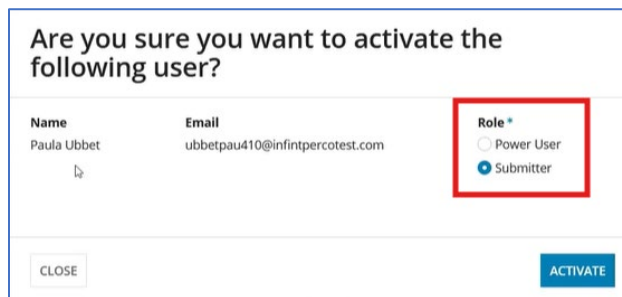 Are you sure you want to activate the
following user?
Name
Email
Role *
Paula Ubbet
ubbetpau410@infintpercotest.com
Power User
Submitter
CLOSE
ACTIVATE